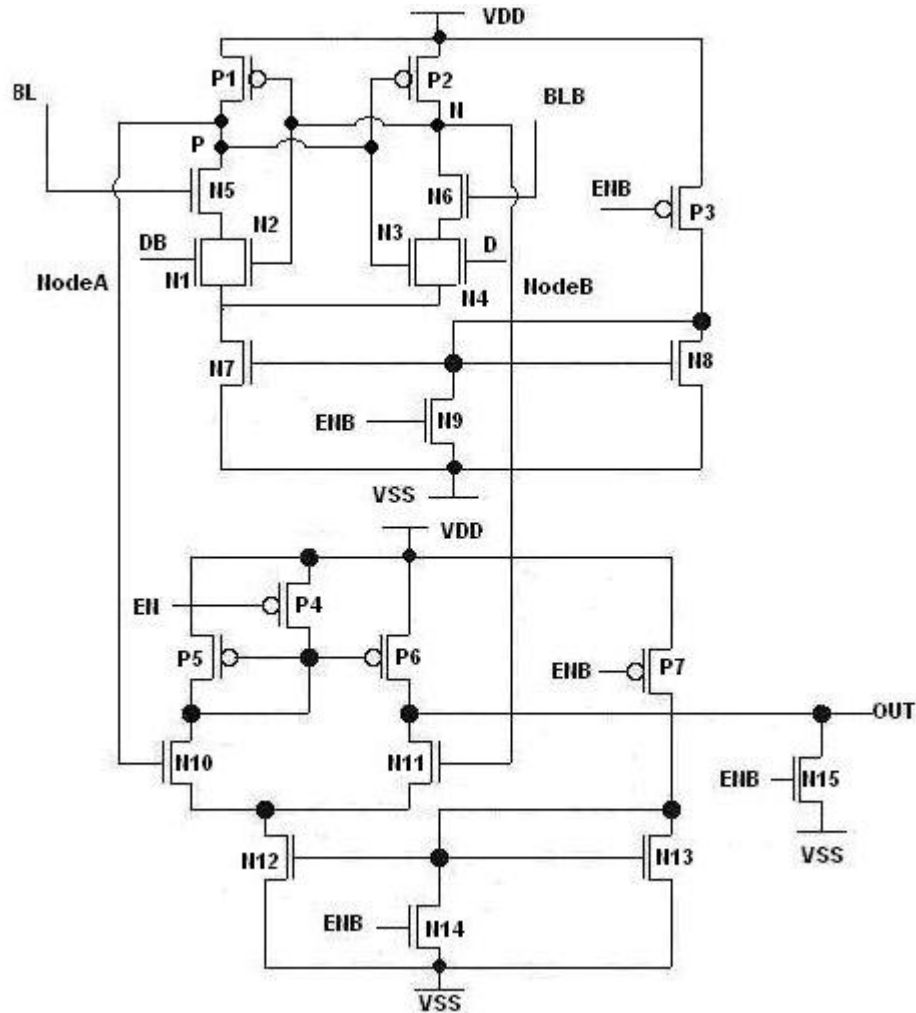 VDD
P1
P2
BL
BLB
N
P
N5
N6
ENB
P3
N2
N3
DB
D
N1
N4
NodeA
NodeB
N7
N8
ENB
N9
VSS
VDD
EN
P4
P5
P6
ENB
P7
OUT
N10
N11
ENB
N15
VSS
N12
N13
ENB
N14
VSS